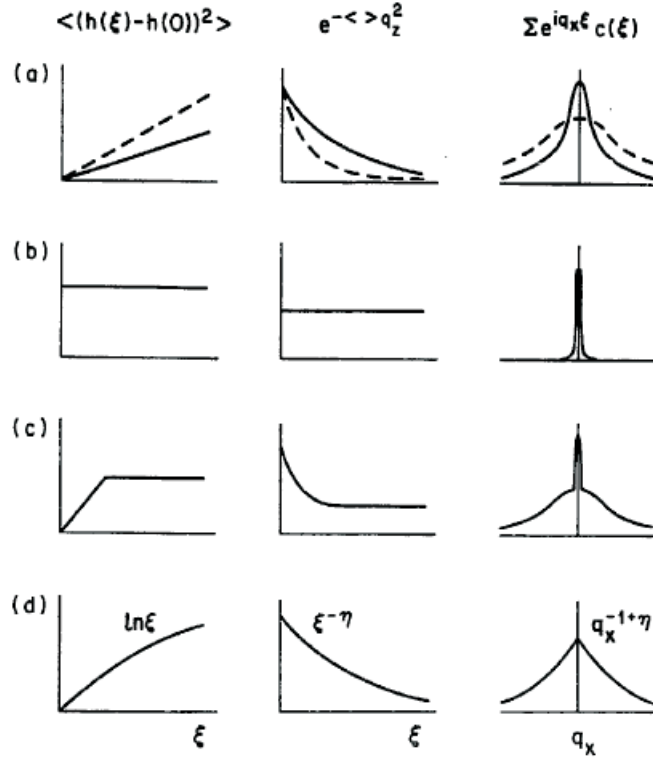 <(h(ξ)-h(0))²> e^-< >q_z² Σe^iq_xξ c(ξ)
(a)
(b)
(c)
(d) lnξ ξ^-η q_x^-1+η
ξ ξ q_x